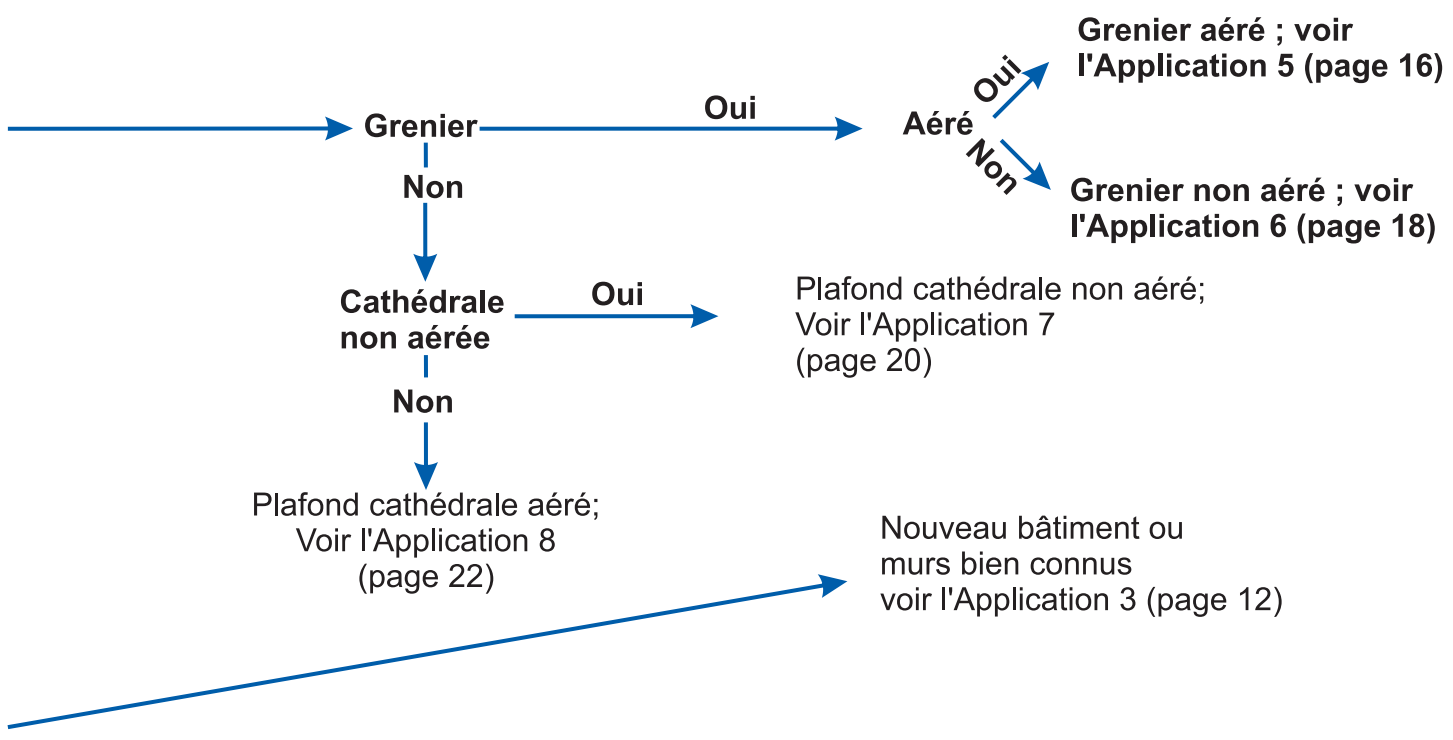 Grenier aéré ; voir
l'Application 5 (page 16)
Oui
Oui
Grenier
Aéré
Non
Non
Grenier non aéré ; voir
l'Application 6 (page 18)
Cathédrale
non aérée
Oui
Plafond cathédrale non aéré;
Voir l'Application 7
(page 20)
Non
Plafond cathédrale aéré;
Voir l'Application 8
(page 22)
Nouveau bâtiment ou
murs bien connus
voir l'Application 3 (page 12)